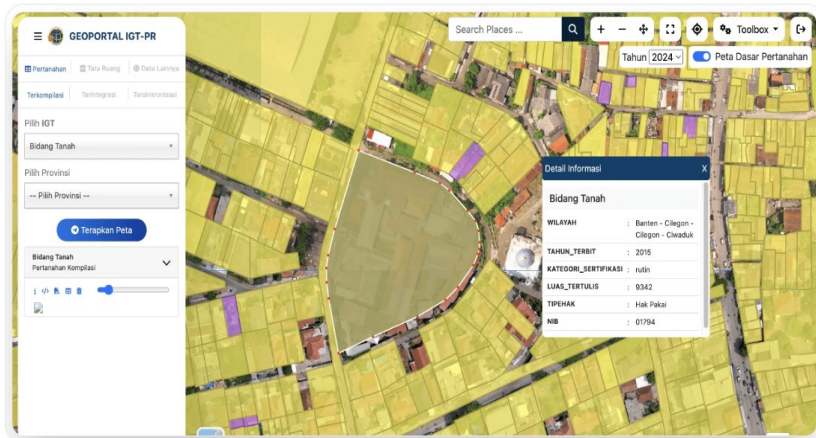 GEOPORTAL IGT-PR
Search Places ...
Toolbox
Tahun 2024
Peta Dasar Pertanahan
Pertanahan
Tata Ruang
Data Lainnya
Terkompilasi
Terintegrasi
Tersinkronisasi
Pilih IGT
Bidang Tanah
Pilih Provinsi
-- Pilih Provinsi --
Terapkan Peta
Bidang Tanah
Pertanahan Kompilasi
Detail Informasi X
Bidang Tanah
WILAYAH : Banten - Cilegon -
Cilegon - Ciwaduk
TAHUN_TERBIT : 2015
KATEGORI_SERTIFIKASI : rutin
LUAS_TERTULIS : 9342
TIPEHAK : Hak Pakai
NIB : 01794